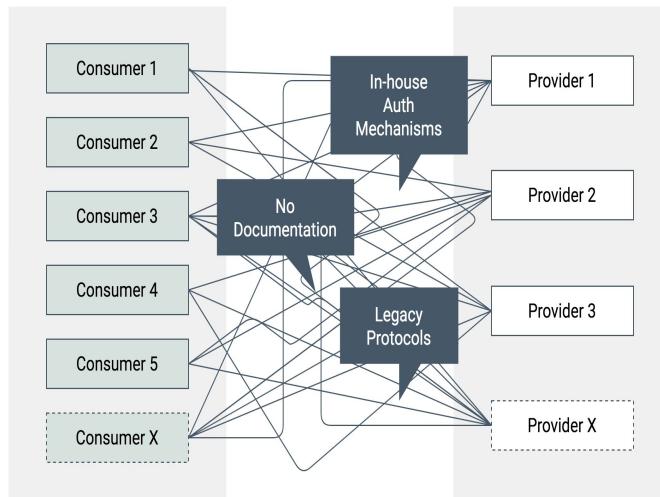 Consumer 1
Consumer 2
Consumer 3
Consumer 4
Consumer 5
Consumer X
In-house
Auth
Mechanisms
No
Documentation
Legacy
Protocols
Provider 1
Provider 2
Provider 3
Provider X